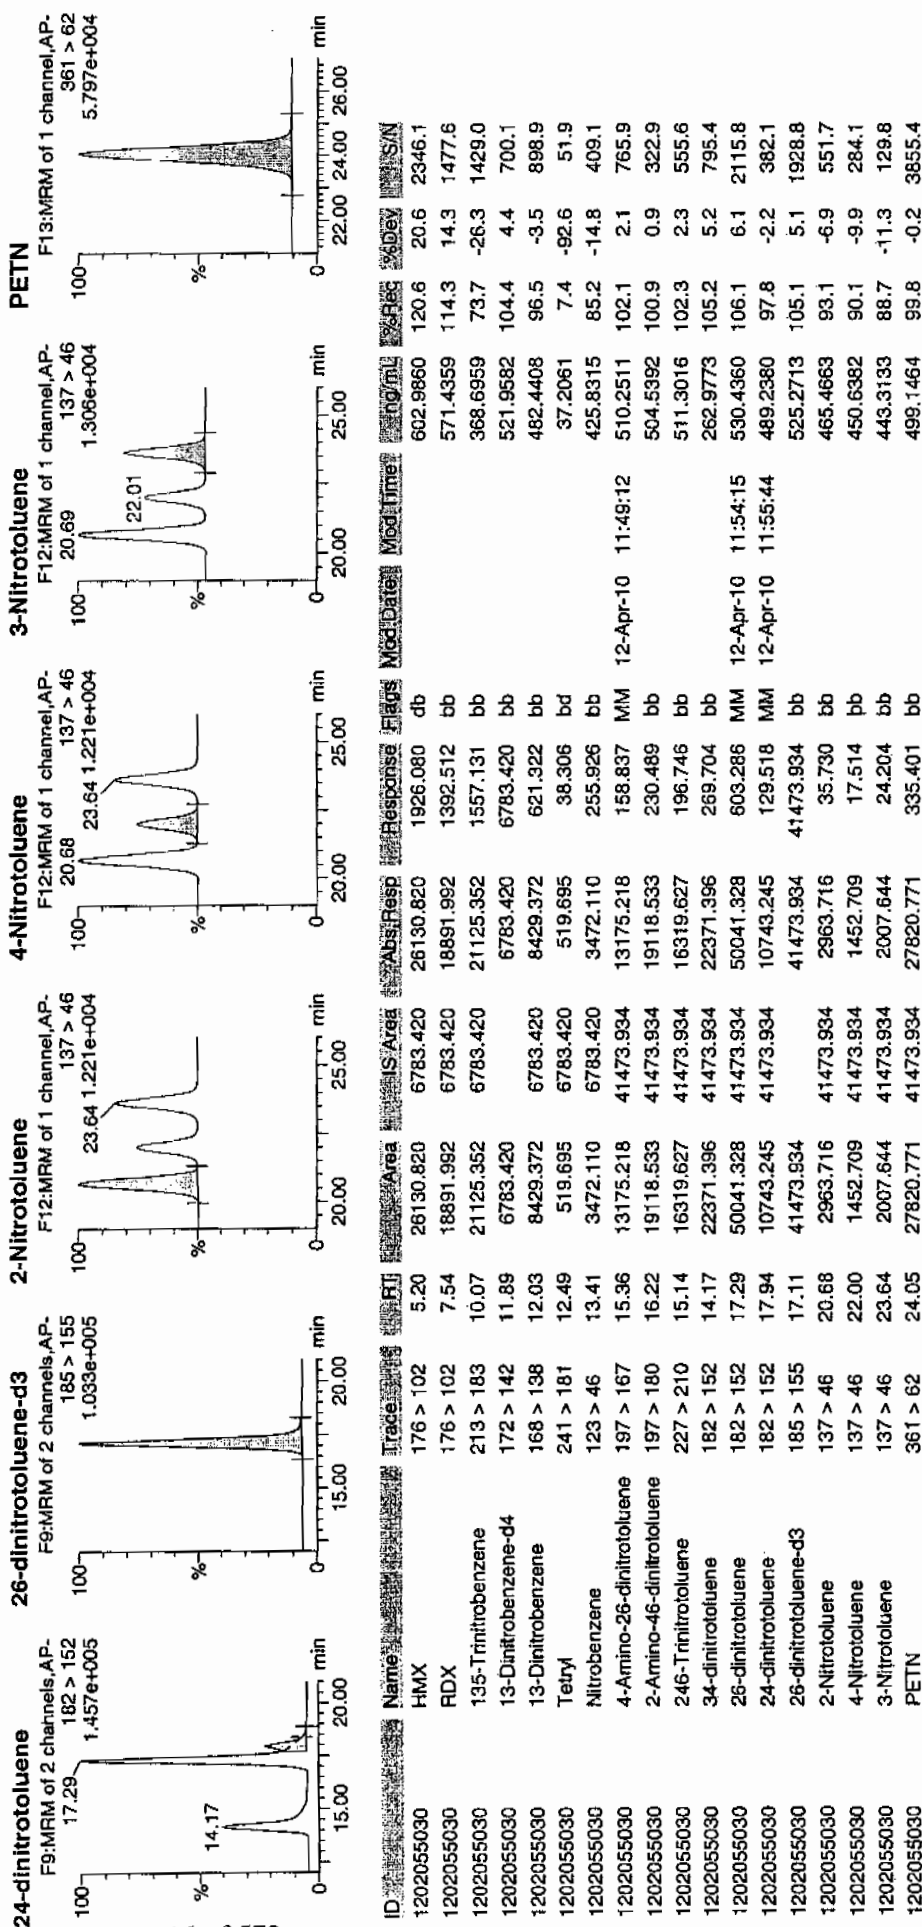 24-dinitrotoluene
F9:MRM of 2 channels,AP-
182 > 152
1.457e+005
100
17.29
14.17
%
0
15.00
20.00
min
26-dinitrotoluene-d3
F9:MRM of 2 channels,AP-
185 > 155
1.033e+005
100
%
0
15.00
20.00
min
2-Nitrotoluene
F12:MRM of 1 channel,AP-
137 > 46
23.64 1.221e+004
100
%
0
20.00
25.00
min
4-Nitrotoluene
F12:MRM of 1 channel,AP-
137 > 46
20.68
23.64 1.221e+004
100
%
0
20.00
25.00
min
3-Nitrotoluene
F12:MRM of 1 channel,AP-
137 > 46
20.69
1.306e+004
22.01
100
%
0
20.00
25.00
min
PETN
F13:MRM of 1 channel,AP-
361 > 62
5.797e+004
100
%
0
22.00
24.00
26.00
min
ID Name Trace RT Area IS Area Abs.Resp Response Flags Mod.Date Mod.Time ng/mL %Rec %Dev S/N
1202055030 HMX 176 > 102 5.20 26130.820 6783.420 26130.820 1926.080 db 602.9860 120.6 20.6 2346.1
1202055030 RDX 176 > 102 7.54 18891.992 6783.420 18891.992 1392.512 bb 571.4359 114.3 14.3 1477.6
1202055030 135-Trinitrobenzene 213 > 183 10.07 21125.352 6783.420 21125.352 1557.131 bb 368.6959 73.7 -26.3 1429.0
1202055030 13-Dinitrobenzene-d4 172 > 142 11.89 6783.420 6783.420 6783.420 bb 521.9582 104.4 4.4 700.1
1202055030 13-Dinitrobenzene 168 > 138 12.03 8429.372 6783.420 8429.372 621.322 bb 482.4408 96.5 -3.5 898.9
1202055030 Tetryl 241 > 181 12.49 519.695 6783.420 519.695 38.306 bd 37.2061 7.4 -92.6 51.9
1202055030 Nitrobenzene 123 > 46 13.41 3472.110 6783.420 3472.110 255.926 bb 425.8315 85.2 -14.8 409.1
1202055030 4-Amino-26-dinitrotoluene 197 > 167 15.36 13175.218 41473.934 13175.218 158.837 MM 12-Apr-10 11:49:12 510.2511 102.1 2.1 765.9
1202055030 2-Amino-46-dinitrotoluene 197 > 180 16.22 19118.533 41473.934 19118.533 230.489 bb 504.5392 100.9 0.9 322.9
1202055030 246-Trinitrotoluene 227 > 210 15.14 16319.627 41473.934 16319.627 196.746 bb 511.3016 102.3 2.3 555.6
1202055030 34-dinitrotoluene 182 > 152 14.17 22371.396 41473.934 22371.396 269.704 bb 262.9773 105.2 5.2 795.4
1202055030 26-dinitrotoluene 182 > 152 17.29 50041.328 41473.934 50041.328 603.286 MM 12-Apr-10 11:54:15 530.4360 106.1 6.1 2115.8
1202055030 24-dinitrotoluene 182 > 152 17.94 10743.245 41473.934 10743.245 129.518 MM 12-Apr-10 11:55:44 489.2360 97.8 -2.2 382.1
1202055030 26-dinitrotoluene-d3 185 > 155 17.11 41473.934 41473.934 41473.934 bb 525.2713 105.1 5.1 1928.8
1202055030 2-Nitrotoluene 137 > 46 20.68 2963.716 41473.934 2963.716 35.730 bb 465.4663 93.1 -6.9 551.7
1202055030 4-Nitrotoluene 137 > 46 22.00 1452.709 41473.934 1452.709 17.514 bb 450.6382 90.1 -9.9 284.1
1202055030 3-Nitrotoluene 137 > 46 23.64 2007.644 41473.934 2007.644 24.204 bb 443.3133 88.7 -11.3 129.8
1202055030 PETN 361 > 62 24.05 27820.771 41473.934 27820.771 335.401 bb 499.1464 99.8 -0.2 3855.4